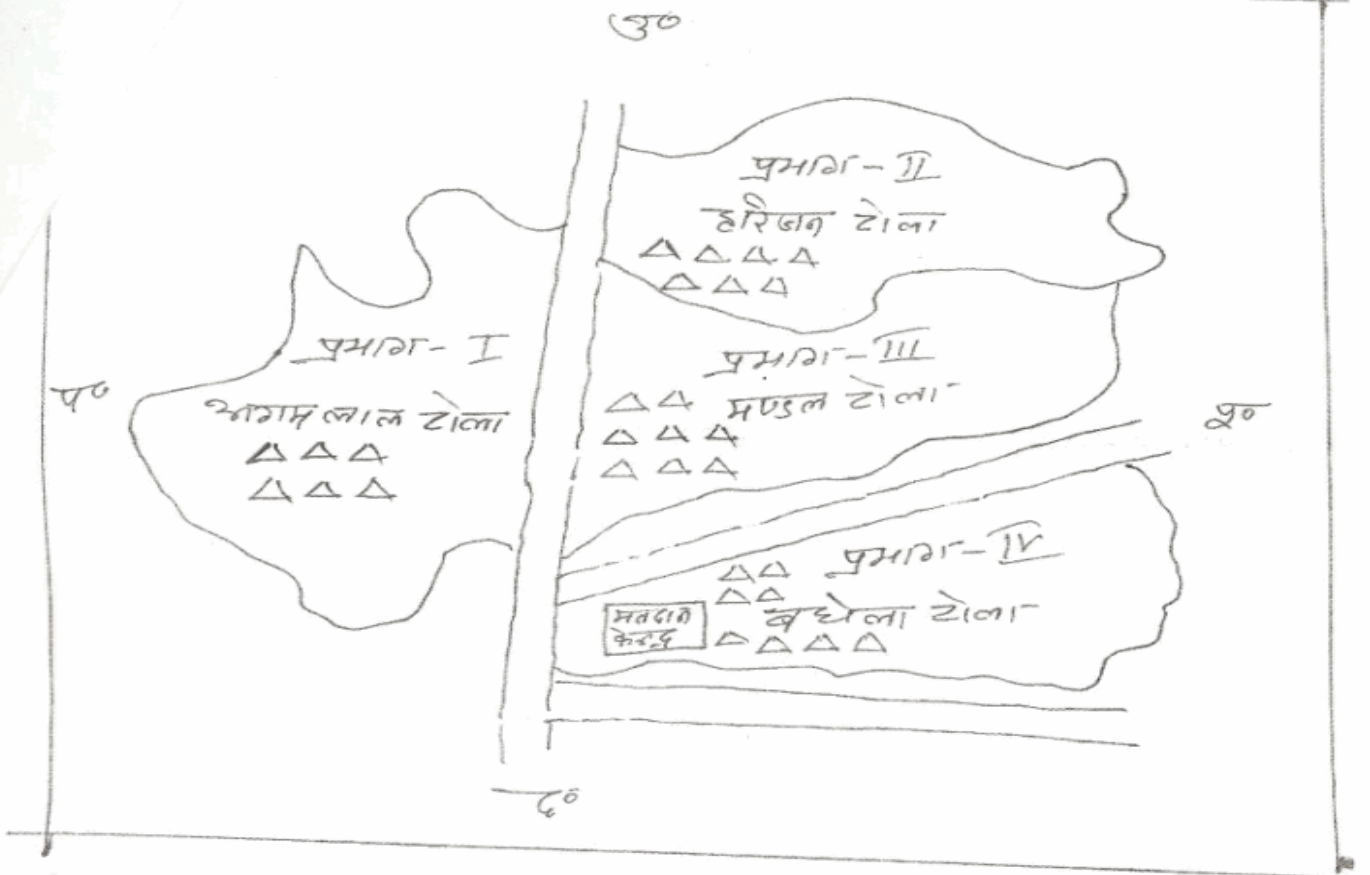 उ०
प्रभाग - II
हरिजन टोला
प्रभाग - I
अगमलाल टोला
प्रभाग - III
मण्डल टोला
प०
पू०
प्रभाग - IV
बघेला टोला
मतदान
केन्द्र
द०